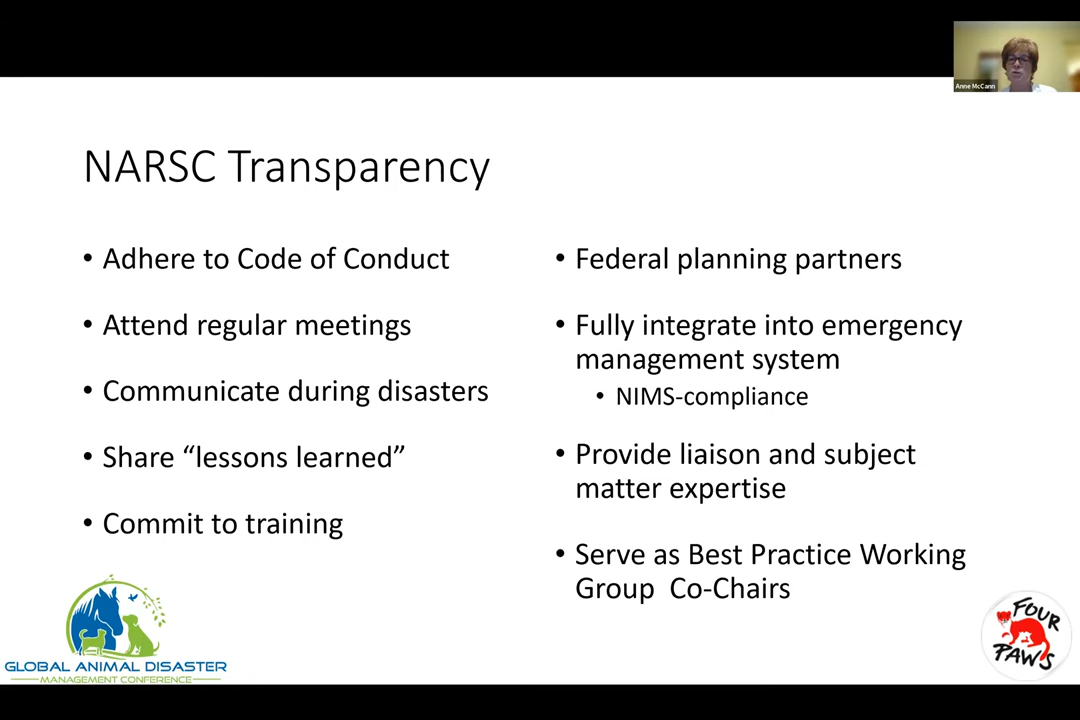 Anne McCann
NARSC Transparency
• Adhere to Code of Conduct
• Attend regular meetings
• Communicate during disasters
• Share “lessons learned”
• Commit to training
• Federal planning partners
• Fully integrate into emergency
management system
• NIMS-compliance
• Provide liaison and subject
matter expertise
• Serve as Best Practice Working
Group Co-Chairs
GLOBAL ANIMAL DISASTER
MANAGEMENT CONFERENCE
FOUR
PAWS